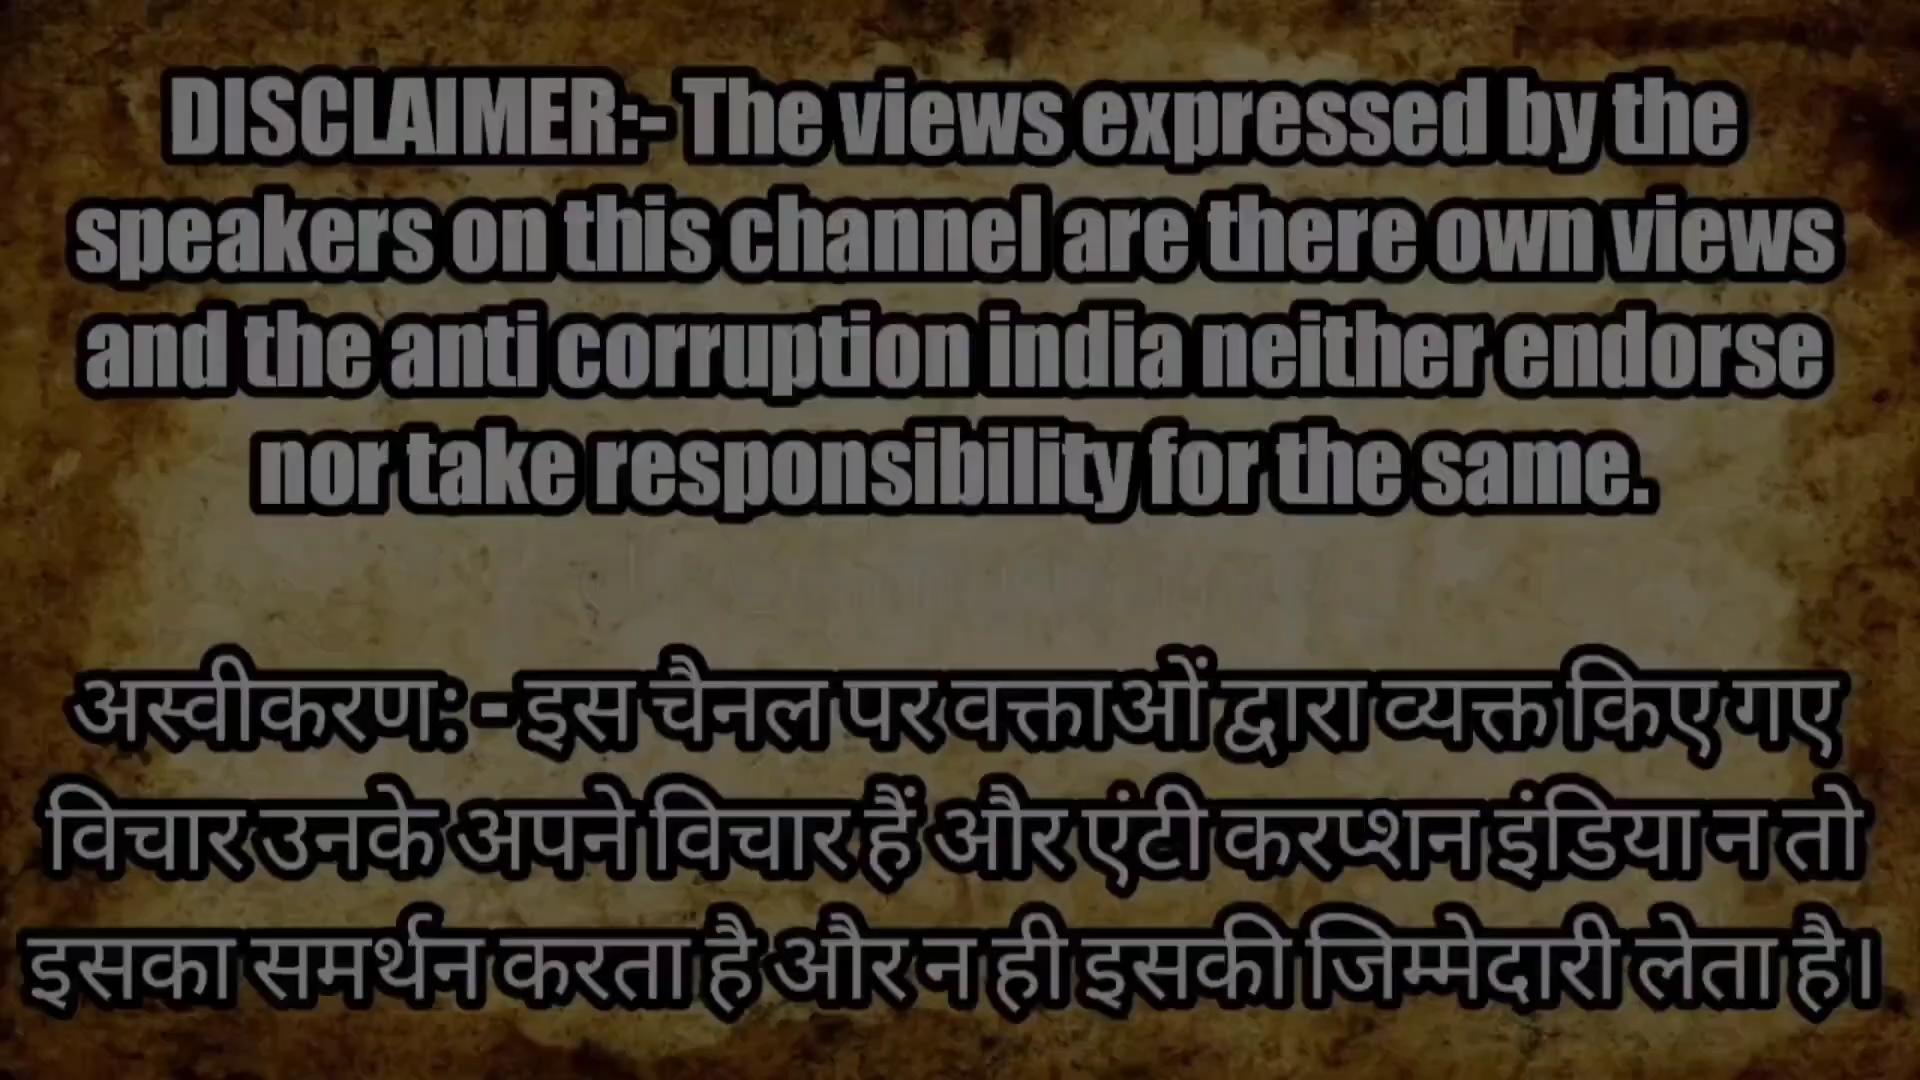 DISCLAIMER:- The views expressed by the
speakers on this channel are there own views
and the anti corruption india neither endorse
nor take responsibility for the same.
अस्वीकरण: - इस चैनल पर वक्ताओं द्वारा व्यक्त किए गए
विचार उनके अपने विचार हैं और एंटी करप्शन इंडिया न तो
इसका समर्थन करता है और न ही इसकी जिम्मेदारी लेता है।